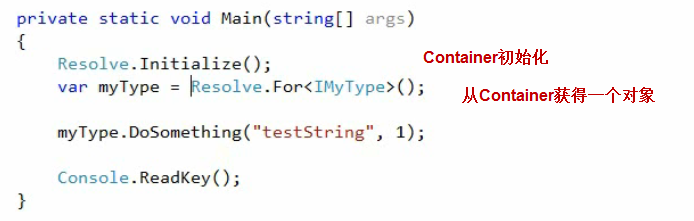 private static void Main(string[] args)
{
Resolve.Initialize();
Container初始化
var myType = Resolve.For<IMyType>();
从Container获得一个对象
myType.DoSomething("testString", 1);
Console.ReadKey();
}